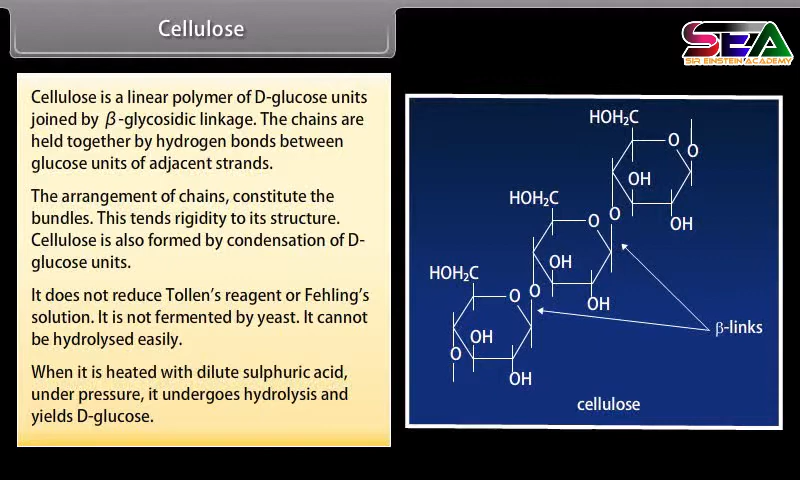 Cellulose
SEA
SIR EINSTEIN ACADEMY
Cellulose is a linear polymer of D-glucose units
joined by β-glycosidic linkage. The chains are
held together by hydrogen bonds between
glucose units of adjacent strands.
The arrangement of chains, constitute the
bundles. This tends rigidity to its structure.
Cellulose is also formed by condensation of D-
glucose units.
It does not reduce Tollen's reagent or Fehling's
solution. It is not fermented by yeast. It cannot
be hydrolysed easily.
When it is heated with dilute sulphuric acid,
under pressure, it undergoes hydrolysis and
yields D-glucose.
HOH₂C
O
O
OH
OH
HOH₂C
O
O
OH
OH
HOH₂C
O
O
OH
O
OH
β-links
cellulose